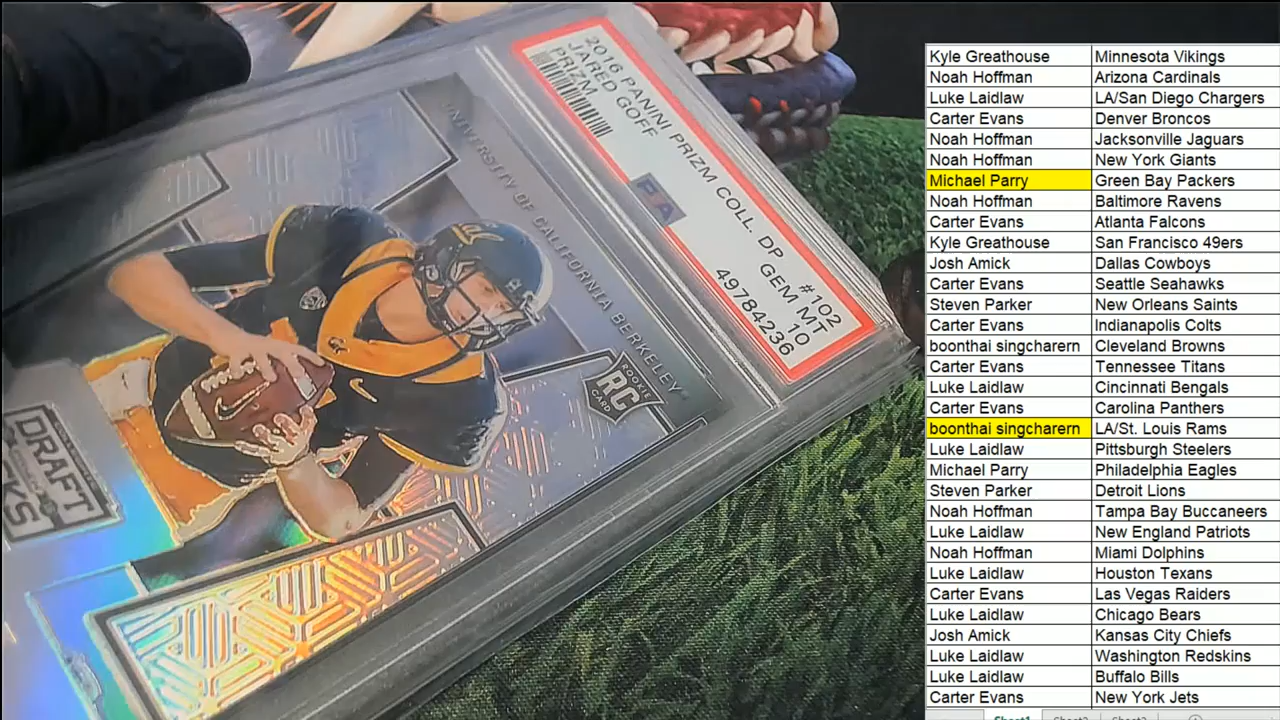 2016 PANINI PRIZM COLL. DP
#102
JARED GOFF
GEM MT
PRIZM
10
PSA
49784236
UNIVERSITY OF CALIFORNIA BERKELEY
ROOKIE
RC
CARD
Cal
DRAFT
Kyle Greathouse Minnesota Vikings
Noah Hoffman Arizona Cardinals
Luke Laidlaw LA/San Diego Chargers
Carter Evans Denver Broncos
Noah Hoffman Jacksonville Jaguars
Noah Hoffman New York Giants
Michael Parry Green Bay Packers
Noah Hoffman Baltimore Ravens
Carter Evans Atlanta Falcons
Kyle Greathouse San Francisco 49ers
Josh Amick Dallas Cowboys
Carter Evans Seattle Seahawks
Steven Parker New Orleans Saints
Carter Evans Indianapolis Colts
boonthai singcharern Cleveland Browns
Carter Evans Tennessee Titans
Luke Laidlaw Cincinnati Bengals
Carter Evans Carolina Panthers
boonthai singcharern LA/St. Louis Rams
Luke Laidlaw Pittsburgh Steelers
Michael Parry Philadelphia Eagles
Steven Parker Detroit Lions
Noah Hoffman Tampa Bay Buccaneers
Luke Laidlaw New England Patriots
Noah Hoffman Miami Dolphins
Luke Laidlaw Houston Texans
Carter Evans Las Vegas Raiders
Luke Laidlaw Chicago Bears
Josh Amick Kansas City Chiefs
Luke Laidlaw Washington Redskins
Luke Laidlaw Buffalo Bills
Carter Evans New York Jets